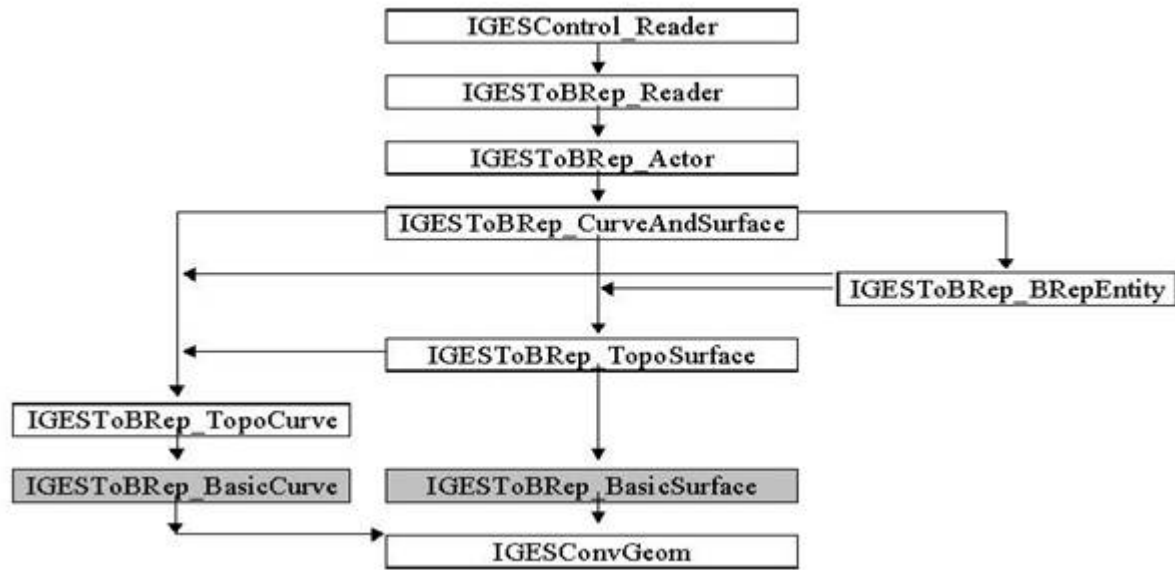 IGESControl_Reader
IGESToBRep_Reader
IGESToBRep_Actor
IGESToBRep_CurveAndSurface
IGESToBRep_BRepEntity
IGESToBRep_TopoSurface
IGESToBRep_TopoCurve
IGESToBRep_BasicCurve
IGESToBRep_BasicSurface
IGESConvGeom